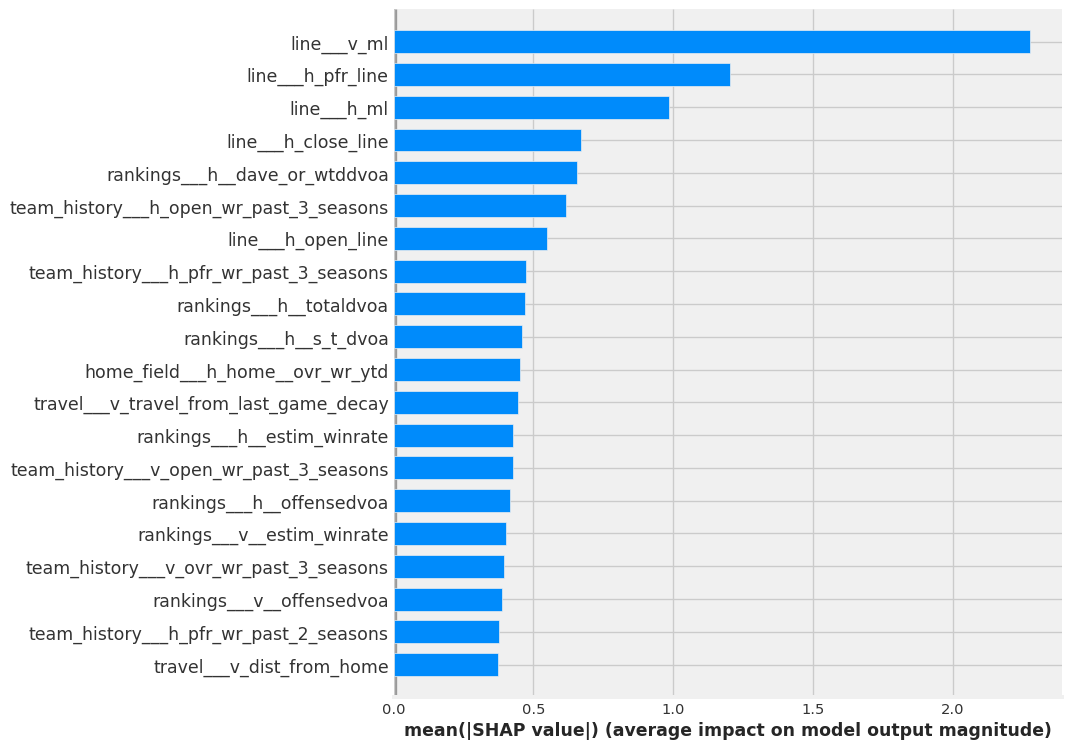 line___v_ml
line___h_pfr_line
line___h_ml
line___h_close_line
rankings___h__dave_or_wtddvoa
team_history___h_open_wr_past_3_seasons
line___h_open_line
team_history___h_pfr_wr_past_3_seasons
rankings___h__totaldvoa
rankings___h__s_t_dvoa
home_field___h_home__ovr_wr_ytd
travel___v_travel_from_last_game_decay
rankings___h__estim_winrate
team_history___v_open_wr_past_3_seasons
rankings___h__offensedvoa
rankings___v__estim_winrate
team_history___v_ovr_wr_past_3_seasons
rankings___v__offensedvoa
team_history___h_pfr_wr_past_2_seasons
travel___v_dist_from_home
0.0 0.5 1.0 1.5 2.0
mean(|SHAP value|) (average impact on model output magnitude)